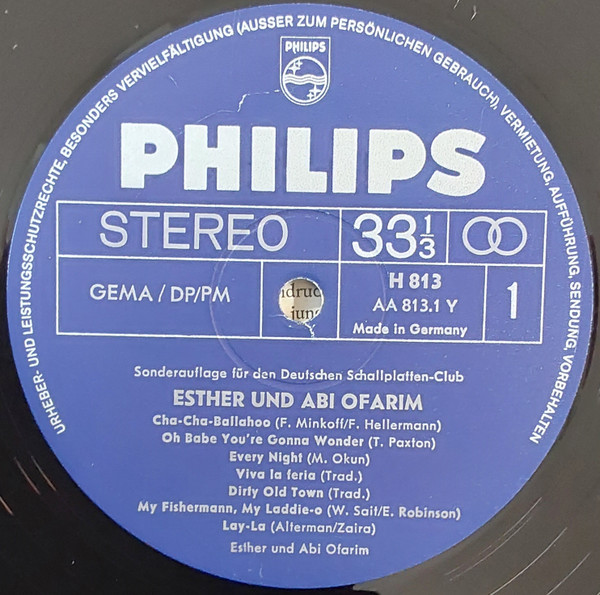 URHEBER- UND LEISTUNGSSCHUTZRECHTE, BESONDERS VERVIELFÄLTIGUNG (AUSSER ZUM PERSÖNLICHEN GEBRAUCH), VERMIETUNG, AUFFÜHRUNG, SENDUNG, VORBEHALTEN
PHILIPS
PHILIPS
STEREO
33 1/3
GEMA / DP/PM
H 813
AA 813.1 Y
Made in Germany
1
Sonderauflage für den Deutschen Schallplatten-Club
ESTHER UND ABI OFARIM
Cha-Cha-Ballahoo (F. Minkoff/F. Hellermann)
Oh Babe You're Gonna Wonder (T. Paxton)
Every Night (M. Okun)
Viva la feria (Trad.)
Dirty Old Town (Trad.)
My Fishermann, My Laddie-o (W. Sait/E. Robinson)
Lay-La (Alterman/Zaira)
Esther und Abi Ofarim